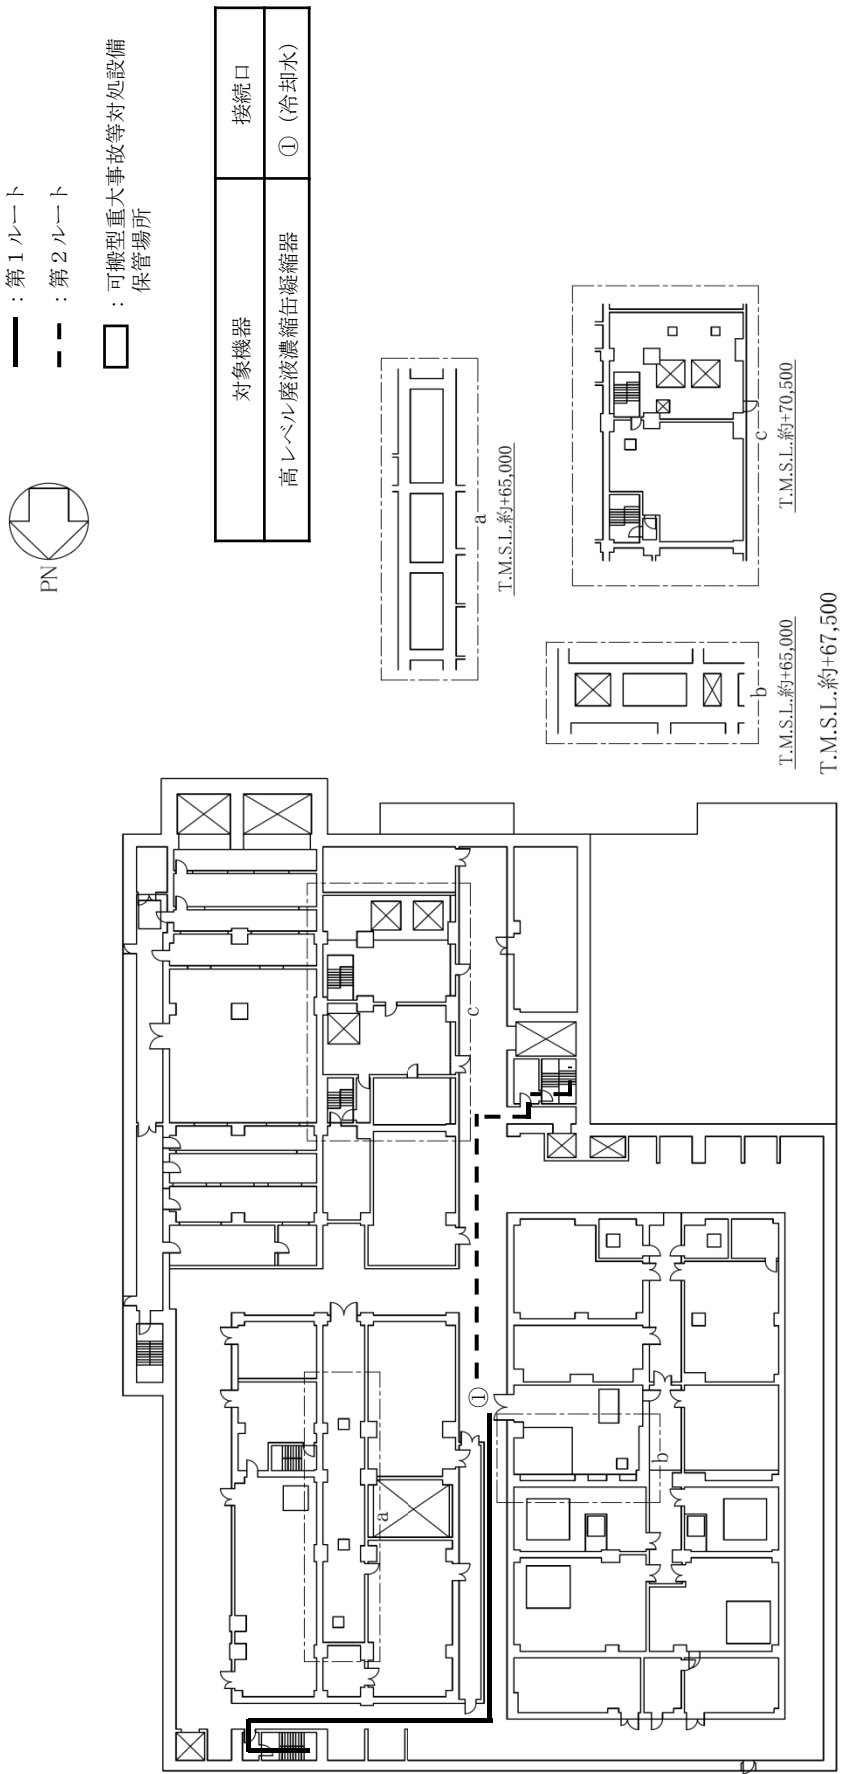 PN
：第１ルート
：第２ルート
：可搬型重大事故等対処設備
保管場所
対象機器
接続口
高レベル廃液濃縮缶凝縮器
①（冷却水）
a
T.M.S.L.約+65,000
c
T.M.S.L.約+70,500
b
T.M.S.L.約+65,000
T.M.S.L.約+67,500
c
①
a
b